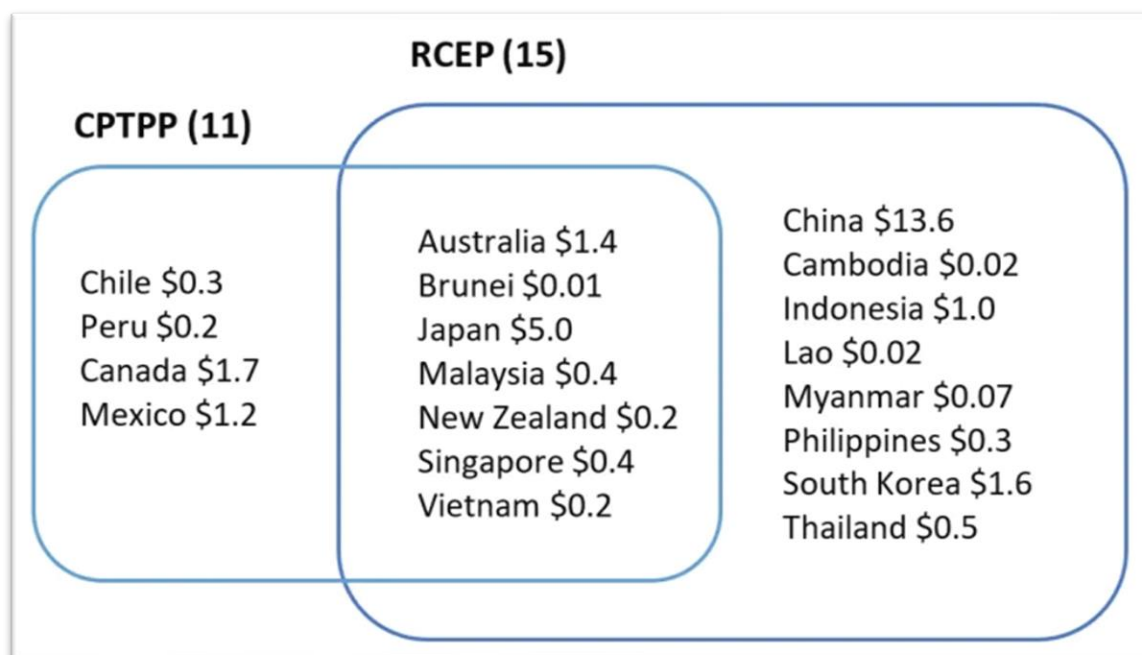 RCEP (15)
CPTPP (11)
Chile $0.3
Peru $0.2
Canada $1.7
Mexico $1.2
Australia $1.4
Brunei $0.01
Japan $5.0
Malaysia $0.4
New Zealand $0.2
Singapore $0.4
Vietnam $0.2
China $13.6
Cambodia $0.02
Indonesia $1.0
Lao $0.02
Myanmar $0.07
Philippines $0.3
South Korea $1.6
Thailand $0.5